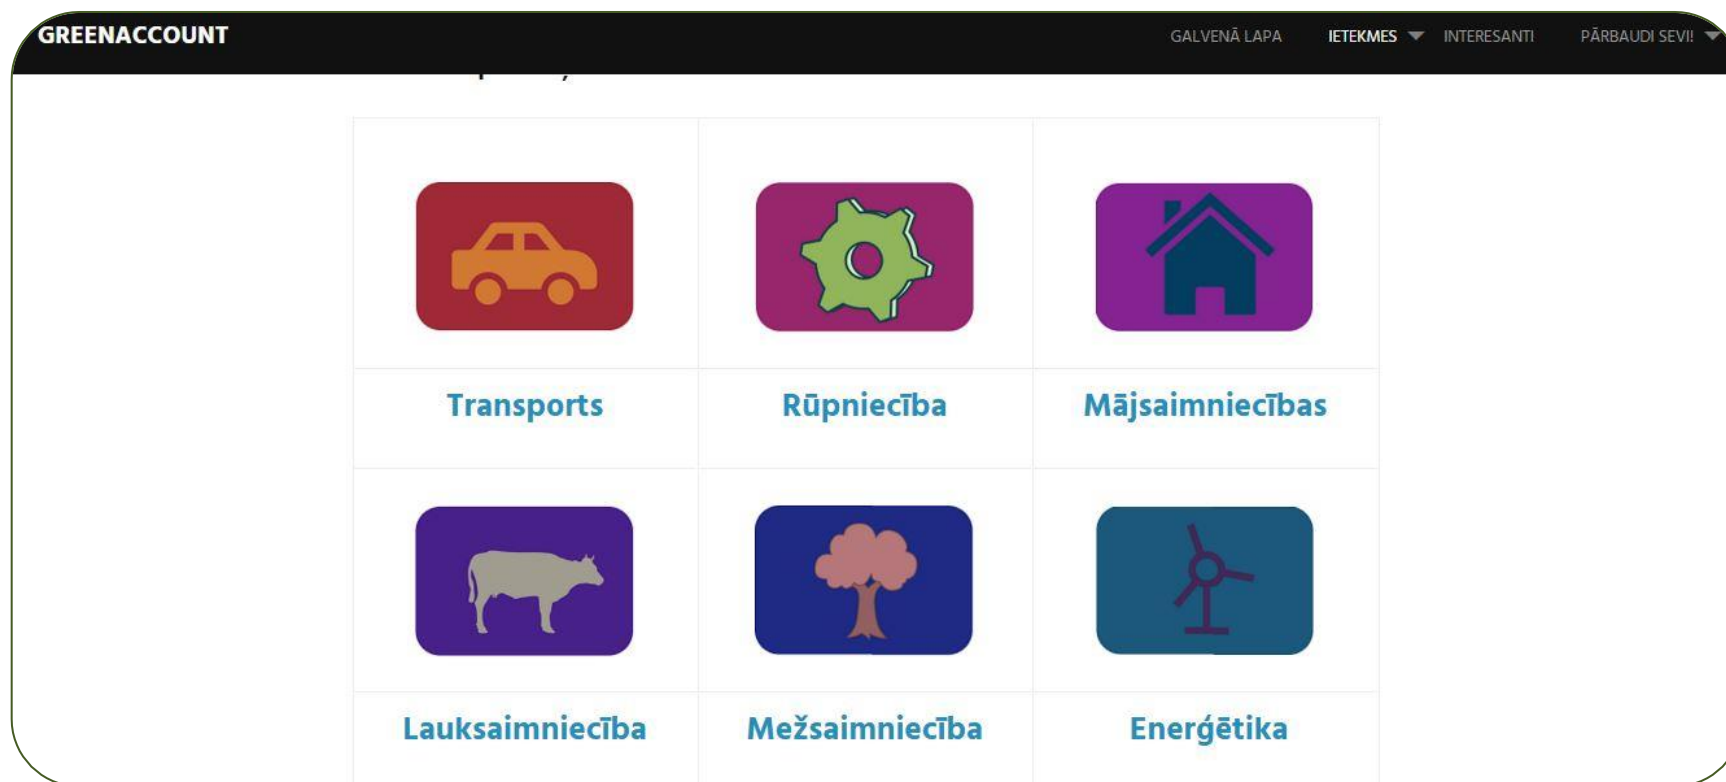 GREENACCOUNT GALVENĀ LAPA IETEKMES INTERESANTI PĀRBAUDI SEVI!
Transports Rūpniecība Mājsaimniecības
Lauksaimniecība Mežsaimniecība Enerģētika